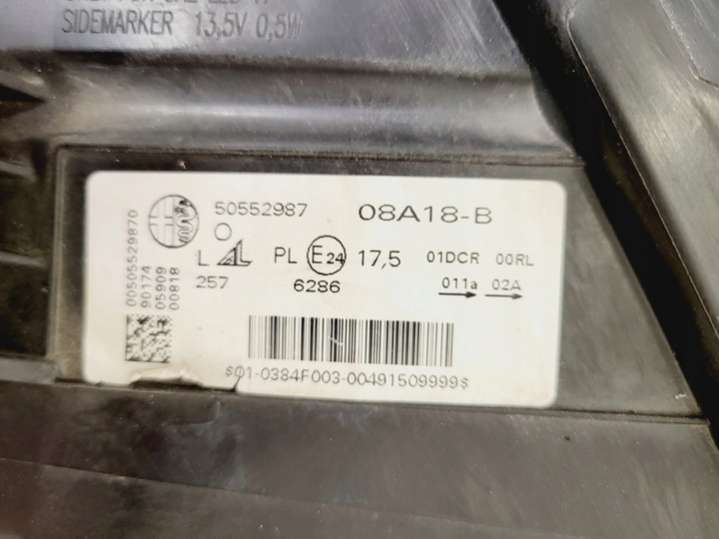 SIDEMARKER 13,5V 0,5W
50552987 08A18-B
L AL PL E24 17,5 01DCR 00RL
257 6286 011a 02A
00505529870
90174
05909
00818
$01-0384F003-00491509999$